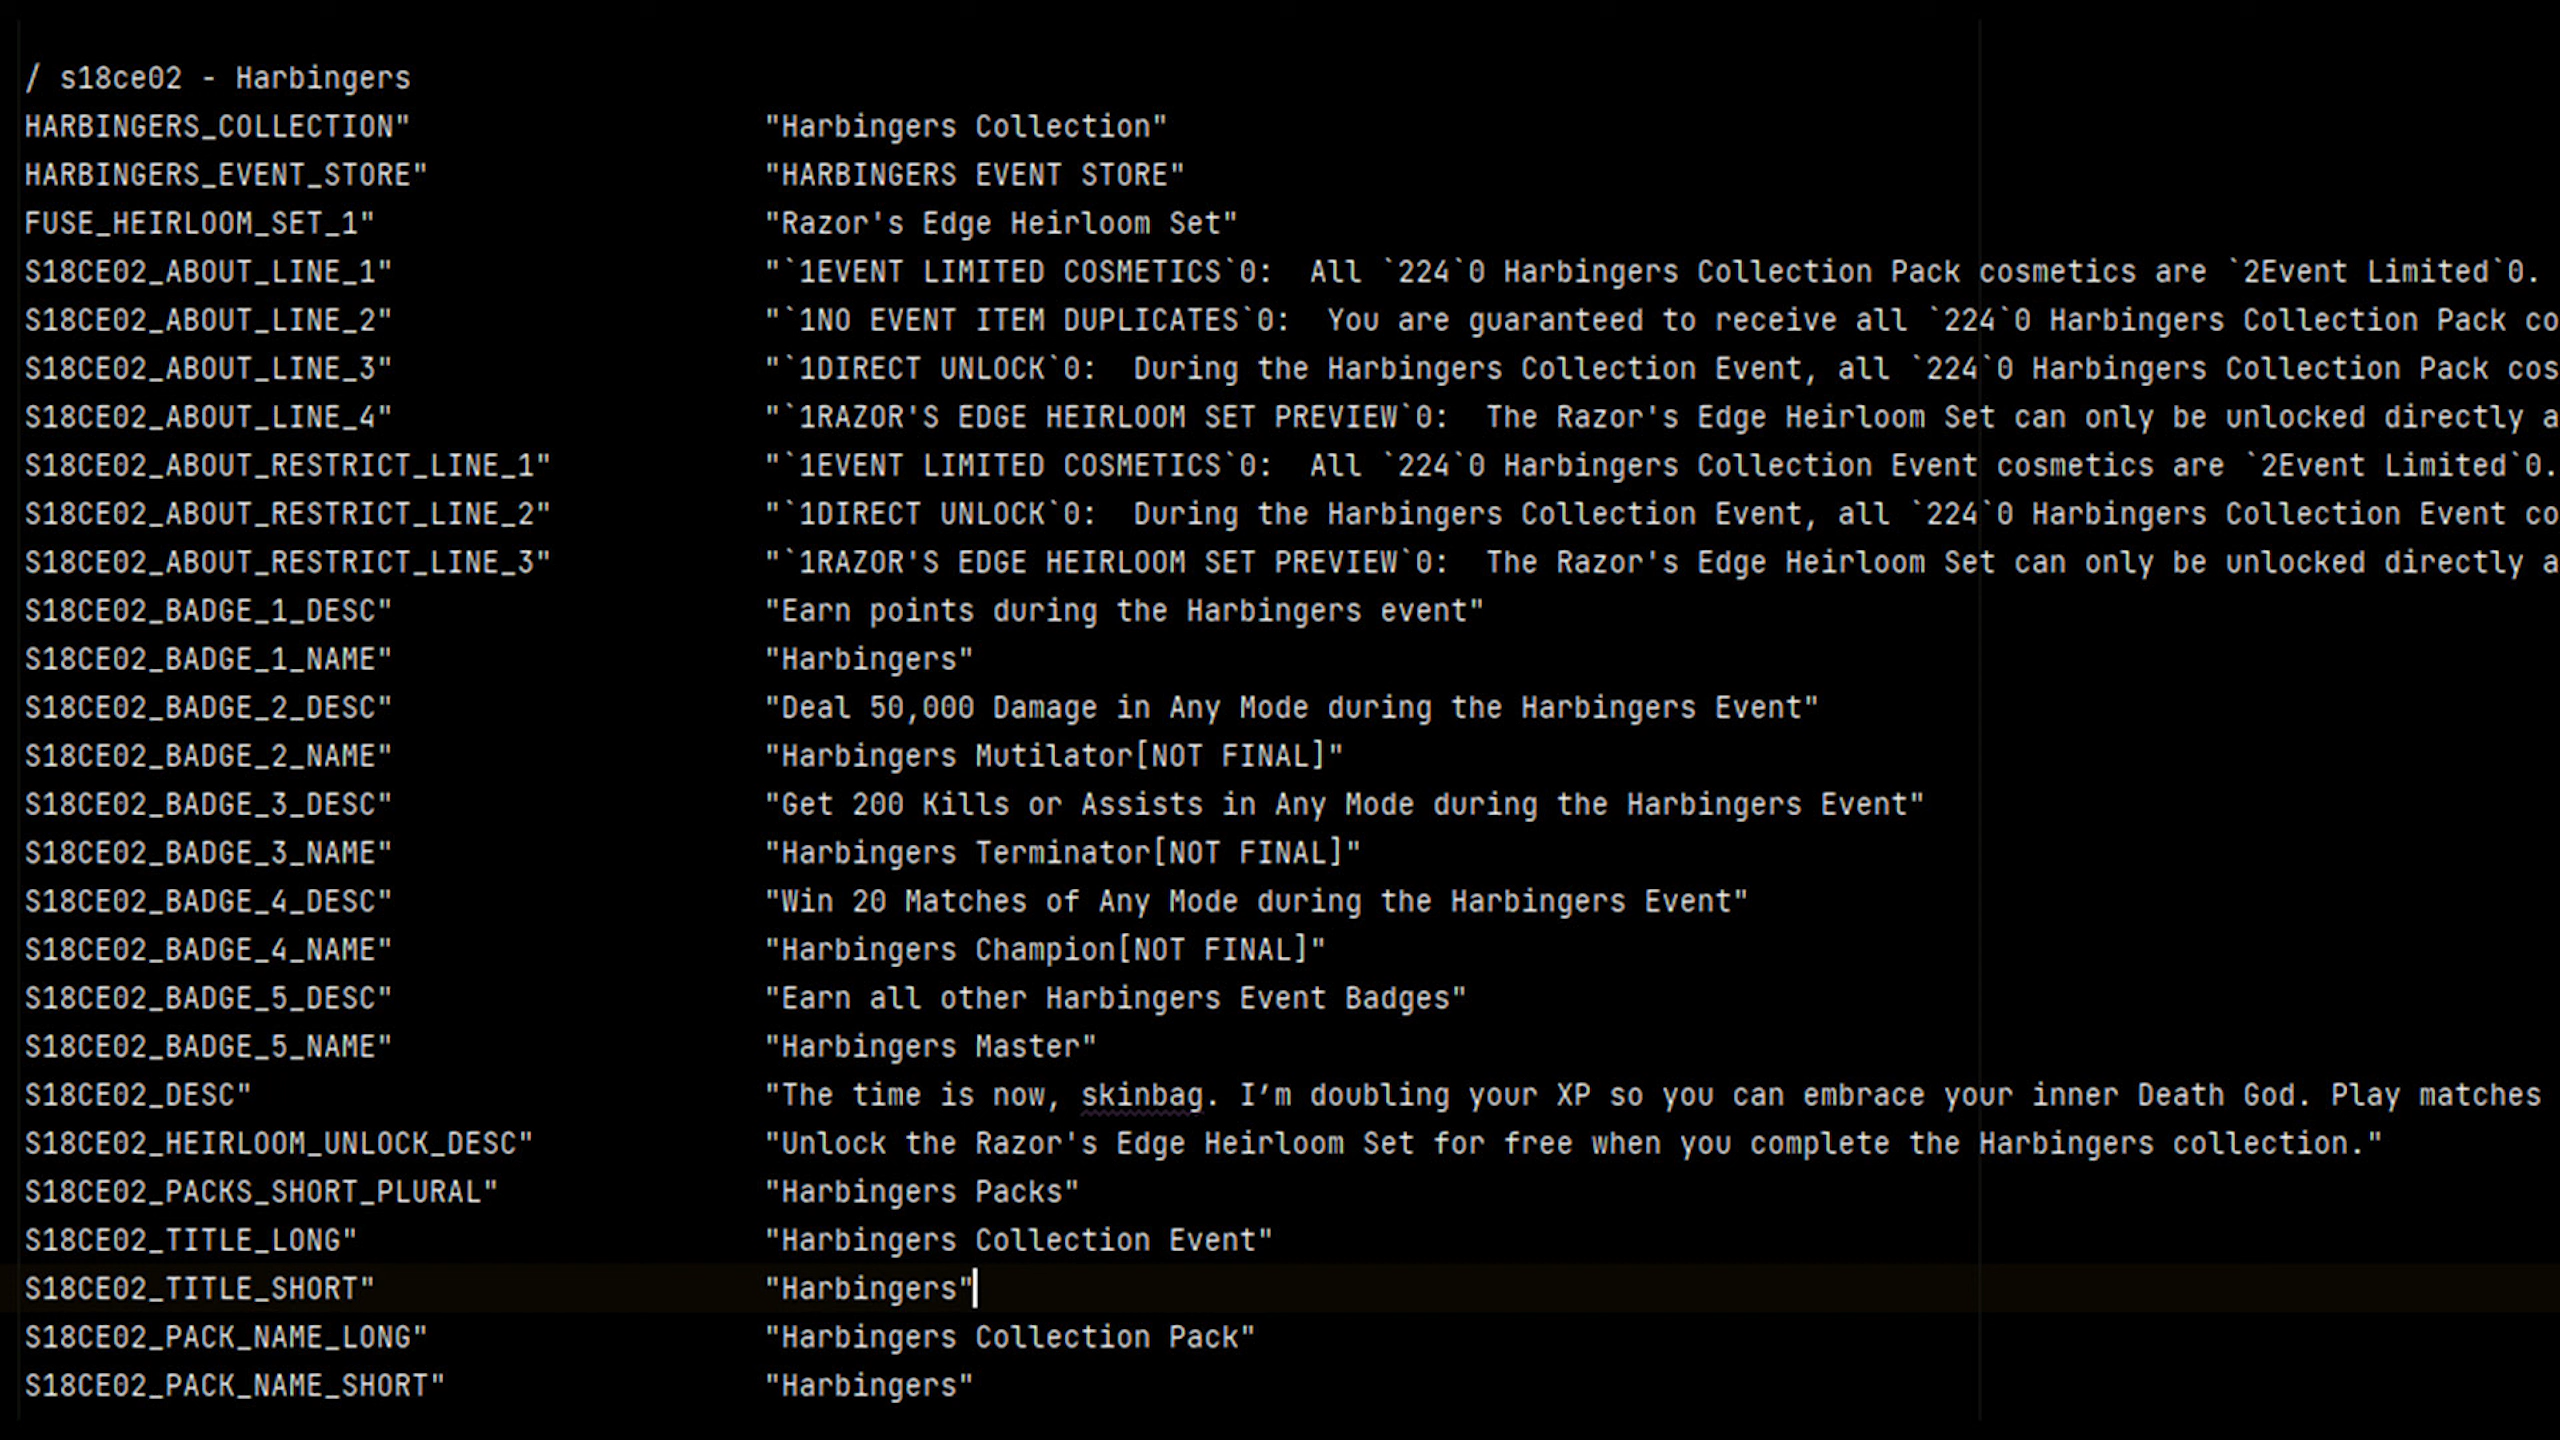 / s18ce02 - Harbingers
HARBINGERS_COLLECTION" "Harbingers Collection"
HARBINGERS_EVENT_STORE" "HARBINGERS EVENT STORE"
FUSE_HEIRLOOM_SET_1" "Razor's Edge Heirloom Set"
S18CE02_ABOUT_LINE_1" "`1EVENT LIMITED COSMETICS`0:  All `224`0 Harbingers Collection Pack cosmetics are `2Event Limited`0.
S18CE02_ABOUT_LINE_2" "`1NO EVENT ITEM DUPLICATES`0:  You are guaranteed to receive all `224`0 Harbingers Collection Pack co
S18CE02_ABOUT_LINE_3" "`1DIRECT UNLOCK`0:  During the Harbingers Collection Event, all `224`0 Harbingers Collection Pack cos
S18CE02_ABOUT_LINE_4" "`1RAZOR'S EDGE HEIRLOOM SET PREVIEW`0:  The Razor's Edge Heirloom Set can only be unlocked directly a
S18CE02_ABOUT_RESTRICT_LINE_1" "`1EVENT LIMITED COSMETICS`0:  All `224`0 Harbingers Collection Event cosmetics are `2Event Limited`0.
S18CE02_ABOUT_RESTRICT_LINE_2" "`1DIRECT UNLOCK`0:  During the Harbingers Collection Event, all `224`0 Harbingers Collection Event co
S18CE02_ABOUT_RESTRICT_LINE_3" "`1RAZOR'S EDGE HEIRLOOM SET PREVIEW`0:  The Razor's Edge Heirloom Set can only be unlocked directly a
S18CE02_BADGE_1_DESC" "Earn points during the Harbingers event"
S18CE02_BADGE_1_NAME" "Harbingers"
S18CE02_BADGE_2_DESC" "Deal 50,000 Damage in Any Mode during the Harbingers Event"
S18CE02_BADGE_2_NAME" "Harbingers Mutilator[NOT FINAL]"
S18CE02_BADGE_3_DESC" "Get 200 Kills or Assists in Any Mode during the Harbingers Event"
S18CE02_BADGE_3_NAME" "Harbingers Terminator[NOT FINAL]"
S18CE02_BADGE_4_DESC" "Win 20 Matches of Any Mode during the Harbingers Event"
S18CE02_BADGE_4_NAME" "Harbingers Champion[NOT FINAL]"
S18CE02_BADGE_5_DESC" "Earn all other Harbingers Event Badges"
S18CE02_BADGE_5_NAME" "Harbingers Master"
S18CE02_DESC" "The time is now, skinbag. I’m doubling your XP so you can embrace your inner Death God. Play matches
S18CE02_HEIRLOOM_UNLOCK_DESC" "Unlock the Razor's Edge Heirloom Set for free when you complete the Harbingers collection."
S18CE02_PACKS_SHORT_PLURAL" "Harbingers Packs"
S18CE02_TITLE_LONG" "Harbingers Collection Event"
S18CE02_TITLE_SHORT" "Harbingers"
S18CE02_PACK_NAME_LONG" "Harbingers Collection Pack"
S18CE02_PACK_NAME_SHORT" "Harbingers"